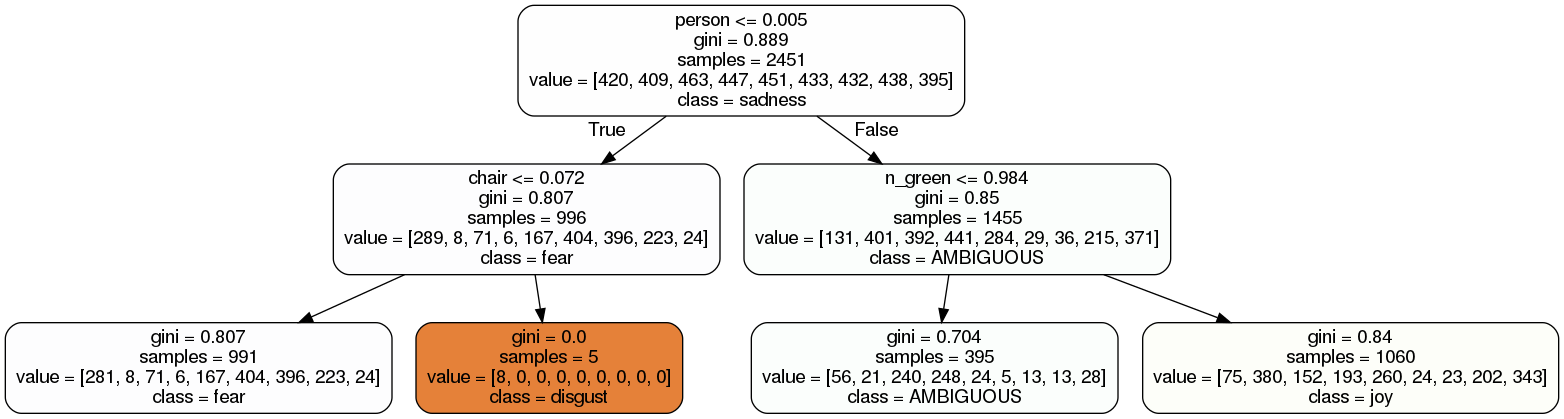 person <= 0.005
gini = 0.889
samples = 2451
value = [420, 409, 463, 447, 451, 433, 432, 438, 395]
class = sadness
True
False
chair <= 0.072
gini = 0.807
samples = 996
value = [289, 8, 71, 6, 167, 404, 396, 223, 24]
class = fear
n_green <= 0.984
gini = 0.85
samples = 1455
value = [131, 401, 392, 441, 284, 29, 36, 215, 371]
class = AMBIGUOUS
gini = 0.807
samples = 991
value = [281, 8, 71, 6, 167, 404, 396, 223, 24]
class = fear
gini = 0.0
samples = 5
value = [8, 0, 0, 0, 0, 0, 0, 0, 0]
class = disgust
gini = 0.704
samples = 395
value = [56, 21, 240, 248, 24, 5, 13, 13, 28]
class = AMBIGUOUS
gini = 0.84
samples = 1060
value = [75, 380, 152, 193, 260, 24, 23, 202, 343]
class = joy